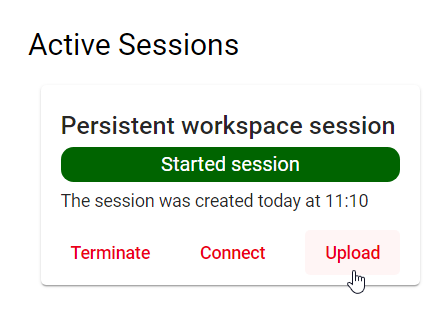 Active Sessions
Persistent workspace session
Started session
The session was created today at 11:10
Terminate Connect Upload